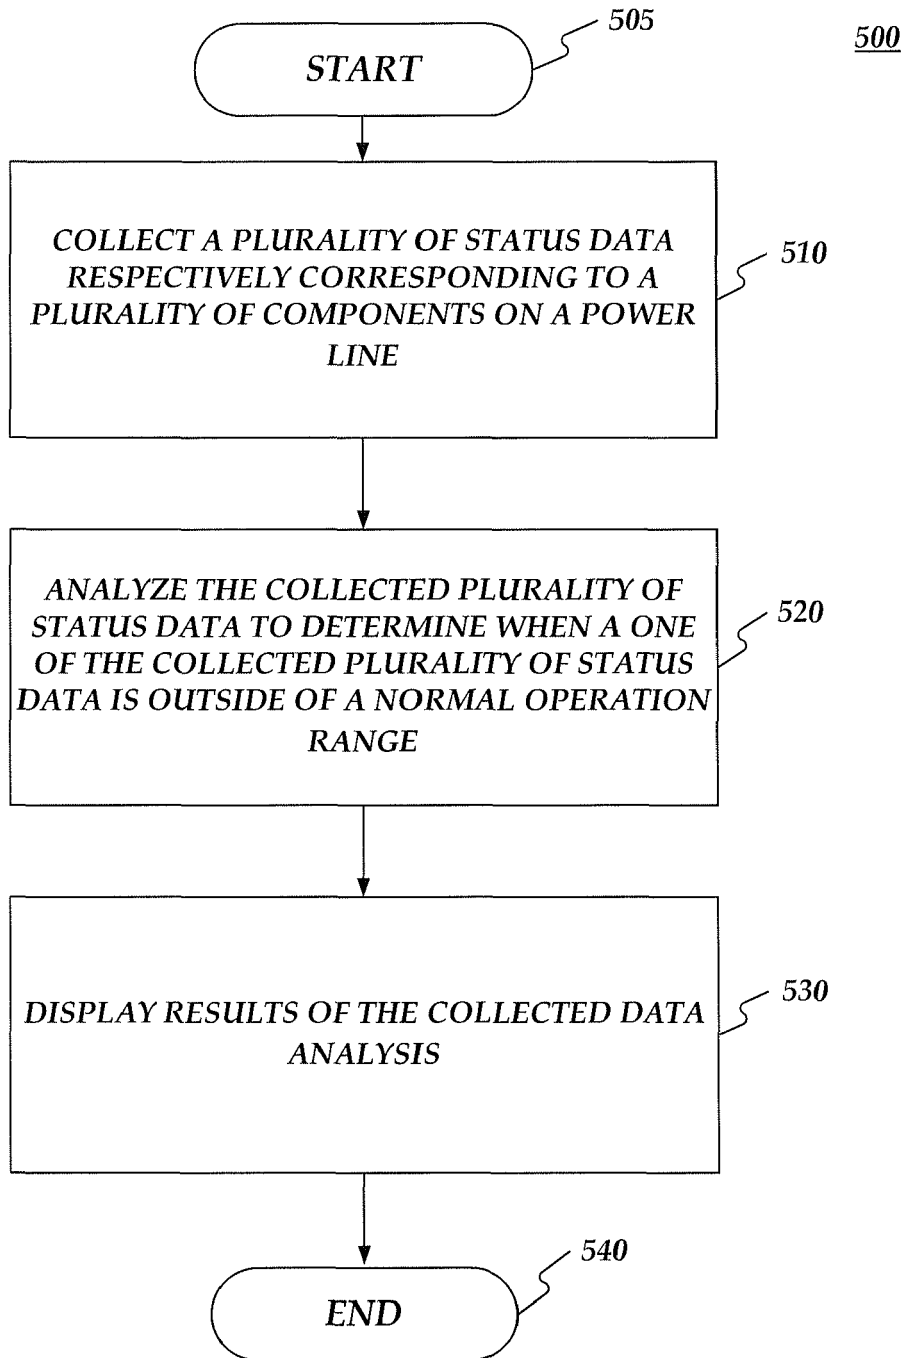 505
500
START
COLLECT A PLURALITY OF STATUS DATA
RESPECTIVELY CORRESPONDING TO A
PLURALITY OF COMPONENTS ON A POWER
LINE
510
ANALYZE THE COLLECTED PLURALITY OF
STATUS DATA TO DETERMINE WHEN A ONE
OF THE COLLECTED PLURALITY OF STATUS
DATA IS OUTSIDE OF A NORMAL OPERATION
RANGE
520
DISPLAY RESULTS OF THE COLLECTED DATA
ANALYSIS
530
540
END